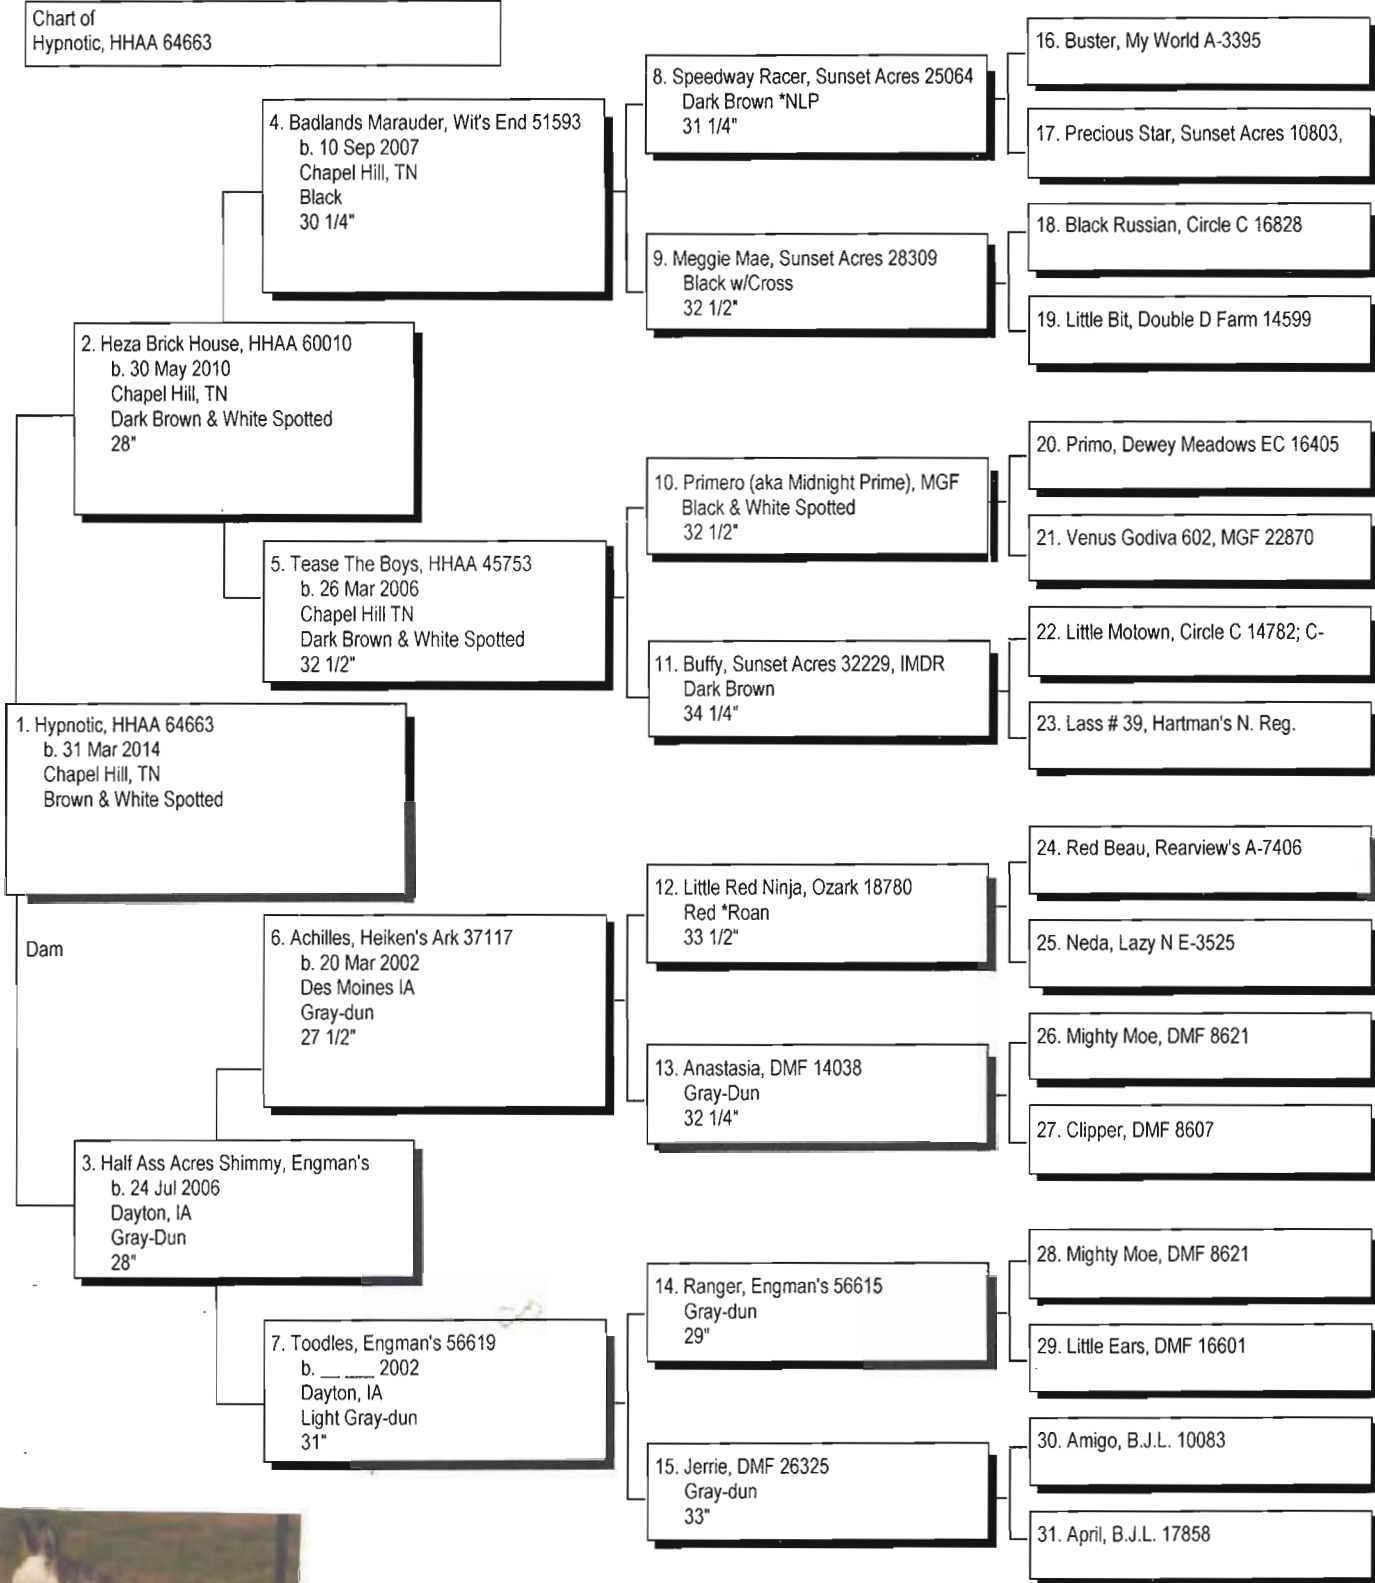 Chart of
Hypnotic, HHAA 64663
1. Hypnotic, HHAA 64663
b. 31 Mar 2014
Chapel Hill, TN
Brown & White Spotted
Dam
2. Heza Brick House, HHAA 60010
b. 30 May 2010
Chapel Hill, TN
Dark Brown & White Spotted
28"
3. Half Ass Acres Shimmy, Engman's
b. 24 Jul 2006
Dayton, IA
Gray-Dun
28"
4. Badlands Marauder, Wit's End 51593
b. 10 Sep 2007
Chapel Hill, TN
Black
30 1/4"
5. Tease The Boys, HHAA 45753
b. 26 Mar 2006
Chapel Hill TN
Dark Brown & White Spotted
32 1/2"
6. Achilles, Heiken's Ark 37117
b. 20 Mar 2002
Des Moines IA
Gray-dun
27 1/2"
7. Toodles, Engman's 56619
b. __ ___ 2002
Dayton, IA
Light Gray-dun
31"
8. Speedway Racer, Sunset Acres 25064
Dark Brown *NLP
31 1/4"
9. Meggie Mae, Sunset Acres 28309
Black w/Cross
32 1/2"
10. Primero (aka Midnight Prime), MGF
Black & White Spotted
32 1/2"
11. Buffy, Sunset Acres 32229, IMDR
Dark Brown
34 1/4"
12. Little Red Ninja, Ozark 18780
Red *Roan
33 1/2"
13. Anastasia, DMF 14038
Gray-Dun
32 1/4"
14. Ranger, Engman's 56615
Gray-dun
29"
15. Jerrie, DMF 26325
Gray-dun
33"
16. Buster, My World A-3395
17. Precious Star, Sunset Acres 10803,
18. Black Russian, Circle C 16828
19. Little Bit, Double D Farm 14599
20. Primo, Dewey Meadows EC 16405
21. Venus Godiva 602, MGF 22870
22. Little Motown, Circle C 14782; C-
23. Lass # 39, Hartman's N. Reg.
24. Red Beau, Rearview's A-7406
25. Neda, Lazy N E-3525
26. Mighty Moe, DMF 8621
27. Clipper, DMF 8607
28. Mighty Moe, DMF 8621
29. Little Ears, DMF 16601
30. Amigo, B.J.L. 10083
31. April, B.J.L. 17858